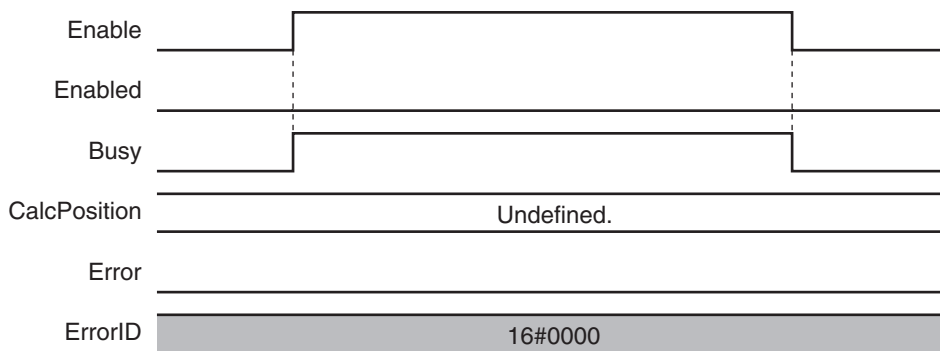 Enable
Enabled
Busy
CalcPosition
Undefined.
Error
ErrorID
16#0000